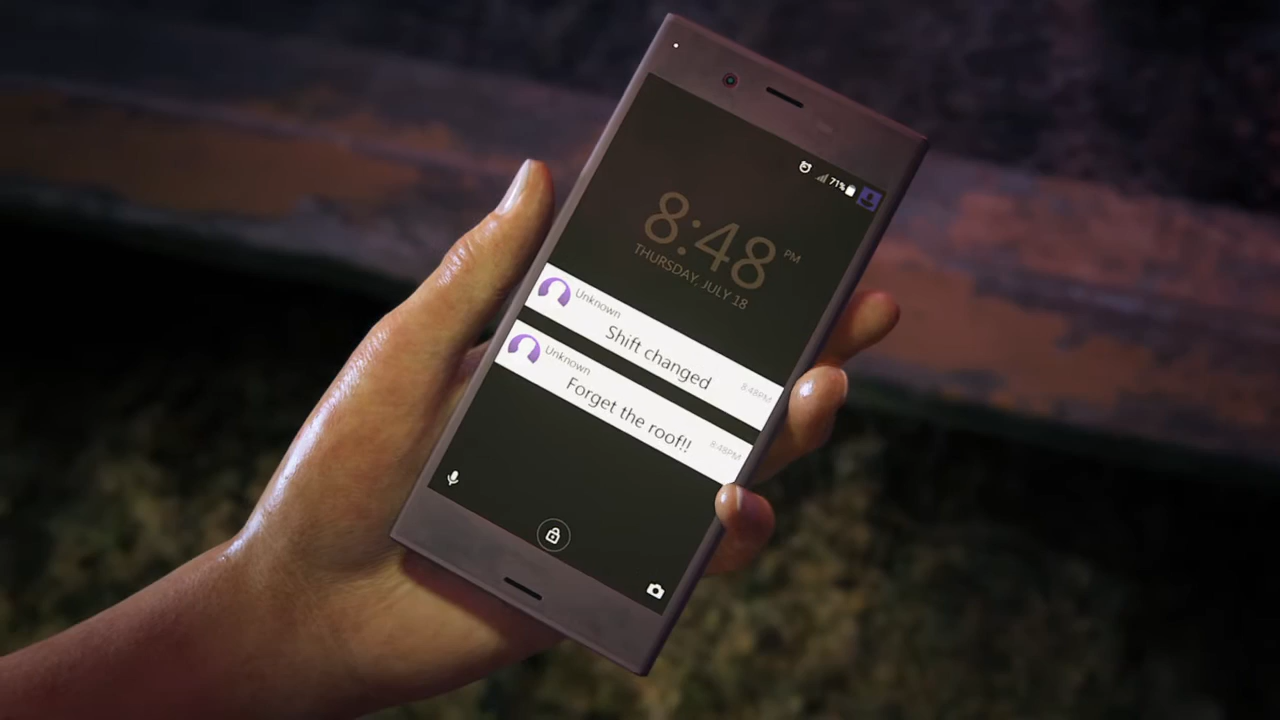 71%
8:48 PM
THURSDAY, JULY 18
Unknown
Shift changed
8:48PM
Unknown
Forget the roof!!
8:48PM